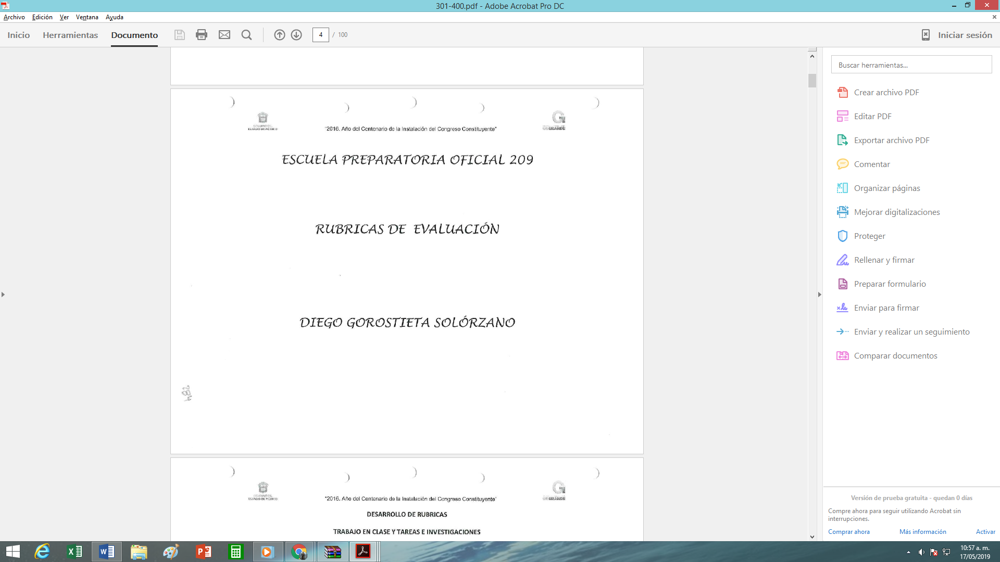 301-400.pdf - Adobe Acrobat Pro DC
Archivo Edición Ver Ventana Ayuda
Inicio Herramientas Documento 4 / 100 Iniciar sesión
"2016. Año del Centenario de la Instalación del Congreso Constituyente"
ESTADO DE MÉXICO
GRANDE
ESCUELA PREPARATORIA OFICIAL 209
RUBRICAS DE EVALUACIÓN
DIEGO GOROSTIETA SOLÓRZANO
"2016. Año del Centenario de la Instalación del Congreso Constituyente"
ESTADO DE MÉXICO
GRANDE
DESARROLLO DE RUBRICAS
TRABAJO EN CLASE Y TAREAS E INVESTIGACIONES
Buscar herramientas...
Crear archivo PDF
Editar PDF
Exportar archivo PDF
Comentar
Organizar páginas
Mejorar digitalizaciones
Proteger
Rellenar y firmar
Preparar formulario
Enviar para firmar
Enviar y realizar un seguimiento
Comparar documentos
Versión de prueba gratuita - quedan 0 días
Compre ahora para seguir utilizando Acrobat sin
interrupciones.
Comprar ahora Más información Activar
10:57 a. m.
17/05/2019